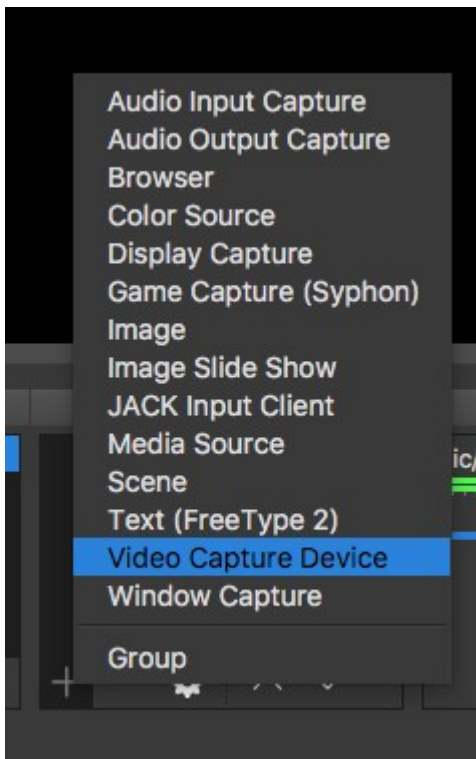 Audio Input Capture
Audio Output Capture
Browser
Color Source
Display Capture
Game Capture (Syphon)
Image
Image Slide Show
JACK Input Client
Media Source
Scene
Text (FreeType 2)
Video Capture Device
Window Capture
Group
ic/